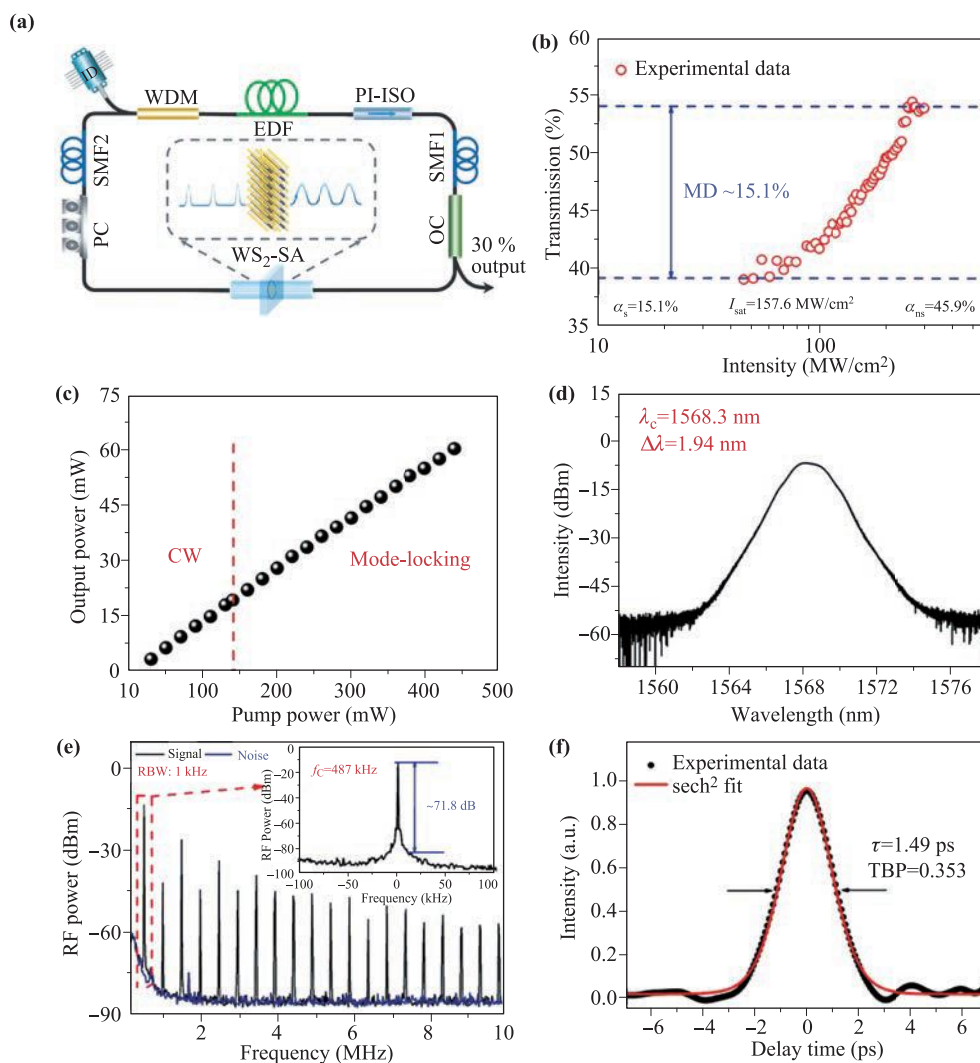 (a)
LD
WDM
EDF
PI-ISO
SMF2
SMF1
PC
OC
WS2-SA
30 %
output
(b)
Transmission (%)
60
55
50
45
40
35
Experimental data
MD ~15.1%
αs=15.1%
Isat=157.6 MW/cm2
αns=45.9%
10
100
Intensity (MW/cm2)
(c)
Output power (mW)
75
60
45
30
15
0
CW
Mode-locking
10
100
200
300
400
500
Pump power (mW)
(d)
Intensity (dBm)
15
0
−15
−30
−45
−60
λc=1568.3 nm
Δλ=1.94 nm
1560
1564
1568
1572
1576
Wavelength (nm)
(e)
RF power (dBm)
0
−30
−60
−90
Signal
Noise
RBW: 1 kHz
RF Power (dBm)
0
−20
−40
−60
−80
−100
fC=487 kHz
~71.8 dB
−100
−50
0
50
100
Frequency (kHz)
2
4
6
8
10
Frequency (MHz)
(f)
Intensity (a.u.)
1.0
0.8
0.6
0.4
0.2
0.0
Experimental data
sech2 fit
τ=1.49 ps
TBP=0.353
−6
−4
−2
0
2
4
6
Delay time (ps)